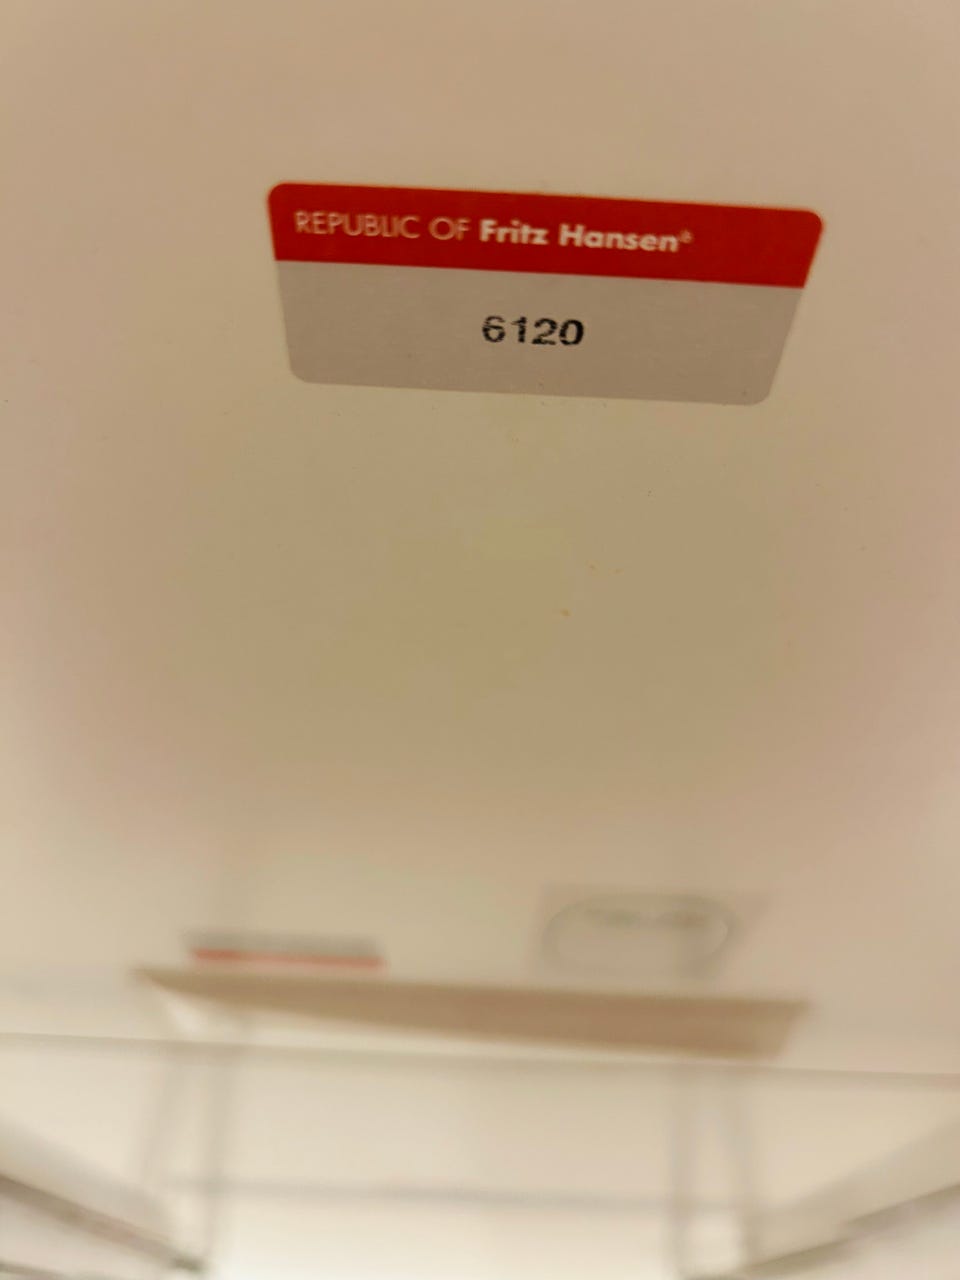 REPUBLIC OF Fritz Hansen®
6120